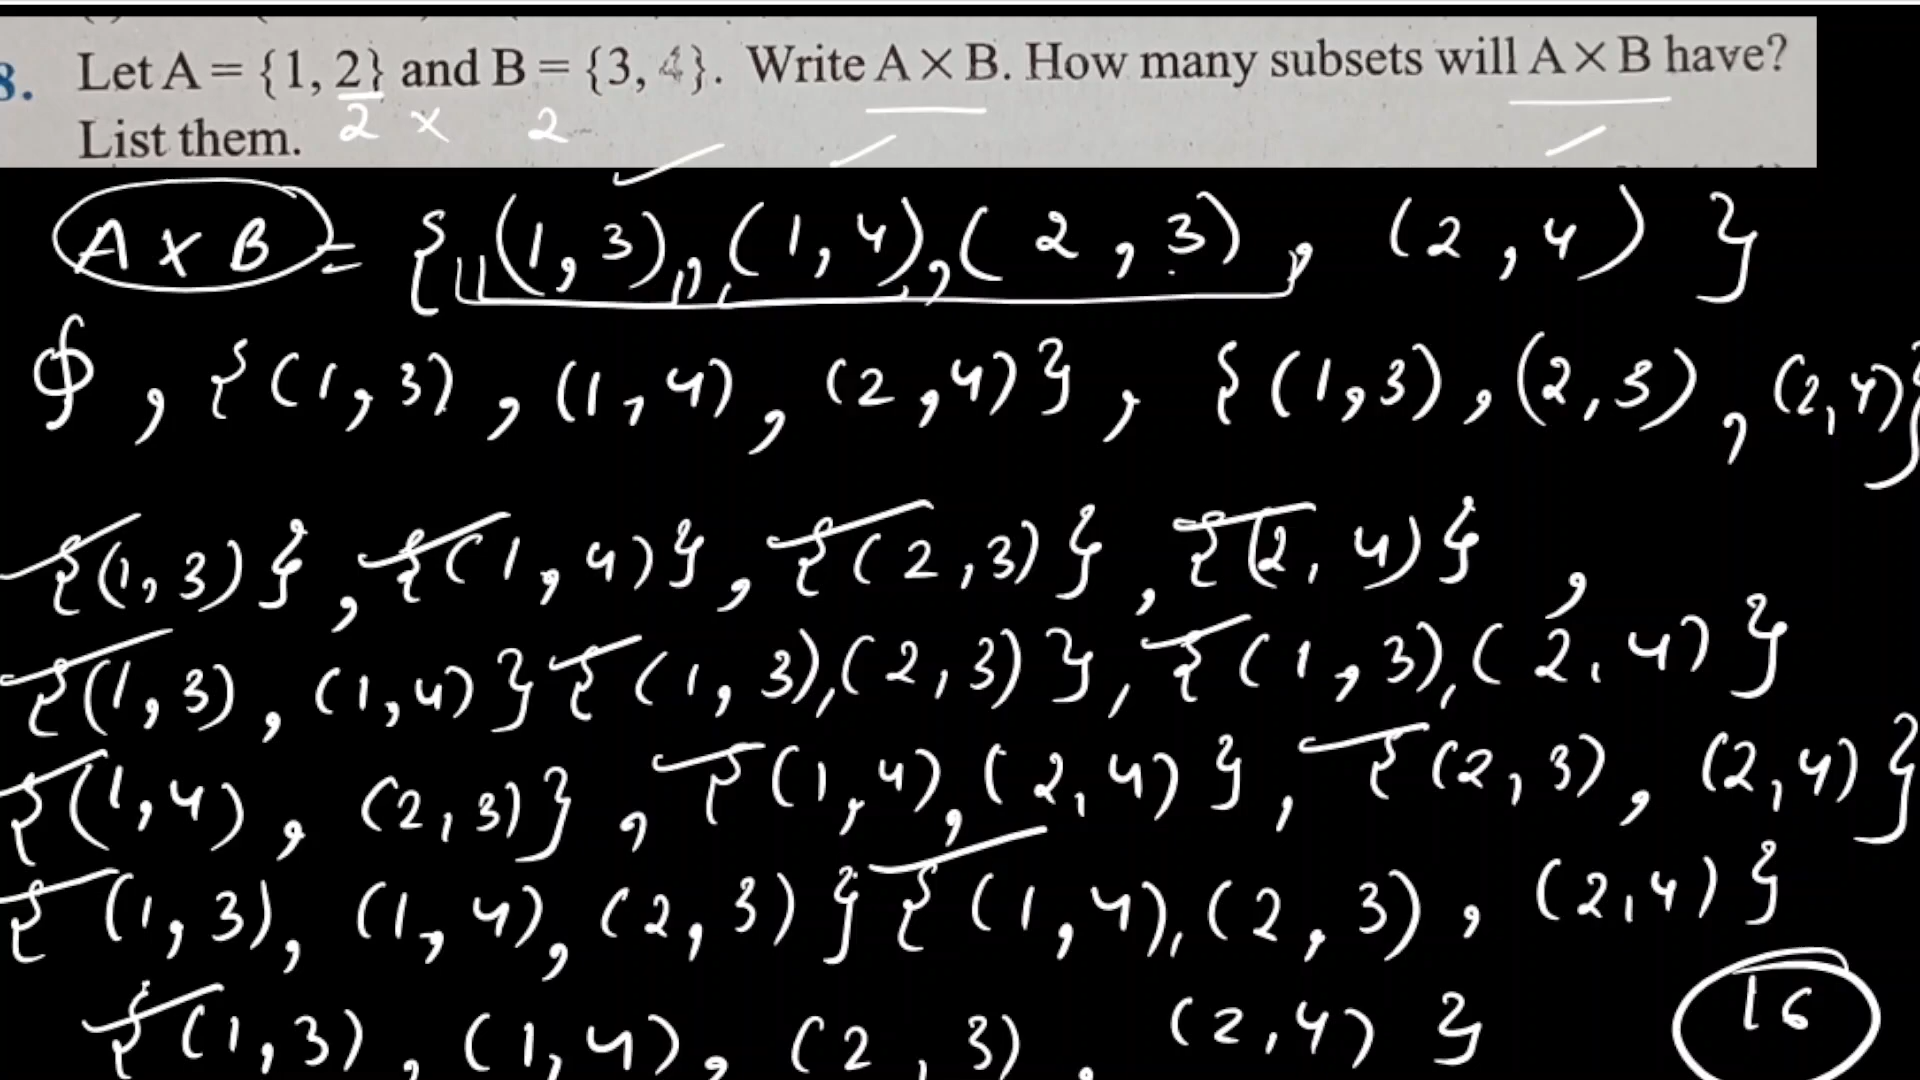 8. Let A = {1, 2} and B = {3, 4}. Write A × B. How many subsets will A × B have?
List them. 2 × 2
A × B = {(1,3), (1,4), (2,3), (2,4)}
ϕ, {(1,3), (1,4), (2,4)}, {(1,3), (2,3), (2,4)}
{(1,3)}, {(1,4)}, {(2,3)}, {(2,4)},
{(1,3), (1,4)} {(1,3),(2,3)}, {(1,3),(2,4)}
{(1,4), (2,3)}, {(1,4),(2,4)}, {(2,3), (2,4)}
{(1,3), (1,4), (2,3)} {(1,4),(2,3), (2,4)}
{(1,3), (1,4), (2,3), (2,4)} 16